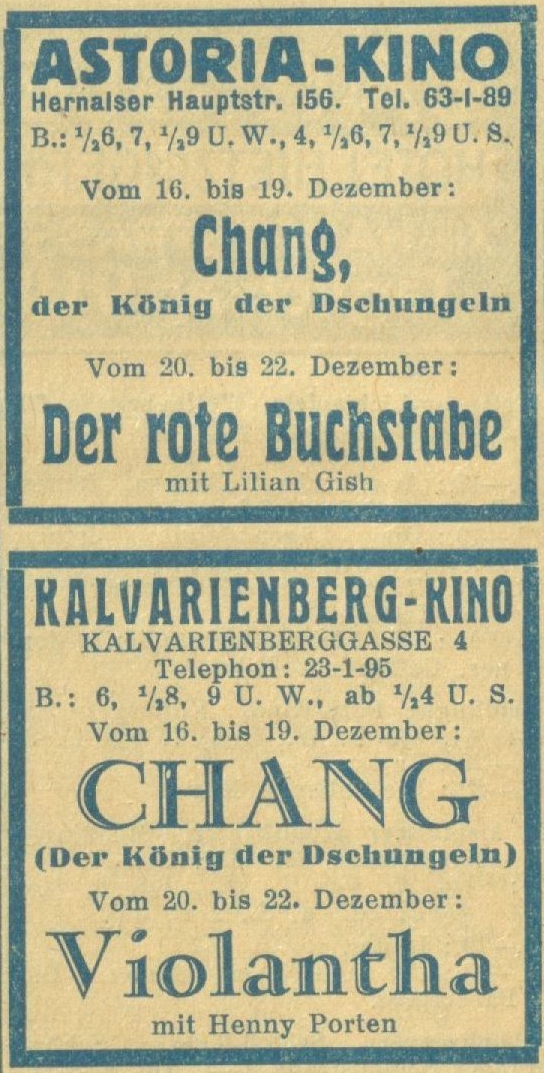 ASTORIA-KINO
Hernalser Hauptstr. 156. Tel. 63-1-89
B.: ½6, 7, ½9 U. W., 4, ½6, 7, ½9 U. S.
Vom 16. bis 19. Dezember:
Chang,
der König der Dschungeln
Vom 20. bis 22. Dezember:
Der rote Buchstabe
mit Lilian Gish
KALVARIENBERG-KINO
KALVARIENBERGGASSE 4
Telephon: 23-1-95
B.: 6, ½8, 9 U. W., ab ½4 U. S.
Vom 16. bis 19. Dezember:
CHANG
(Der König der Dschungeln)
Vom 20. bis 22. Dezember:
Violantha
mit Henny Porten